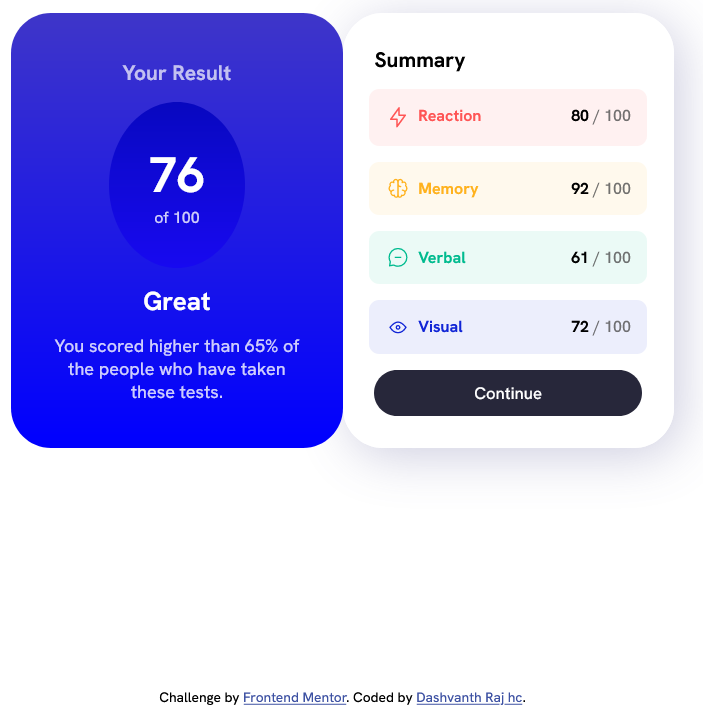 Your Result
76
of 100
Great
You scored higher than 65% of
the people who have taken
these tests.
Summary
Reaction 80 / 100
Memory 92 / 100
Verbal 61 / 100
Visual 72 / 100
Continue
Challenge by Frontend Mentor. Coded by Dashvanth Raj hc.